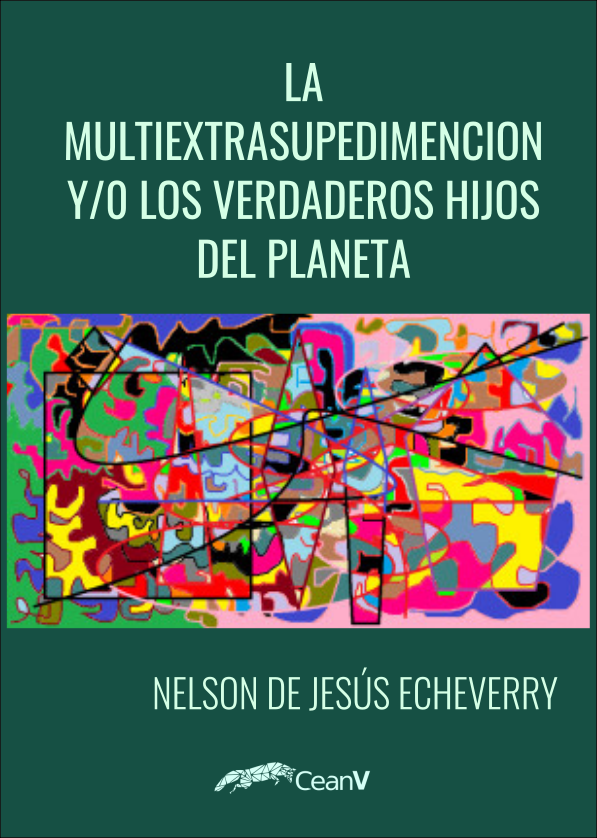 LA
MULTIEXTRASUPEDIMENCION
Y/O LOS VERDADEROS HIJOS
DEL PLANETA
NELSON DE JESÚS ECHEVERRY
CeanV